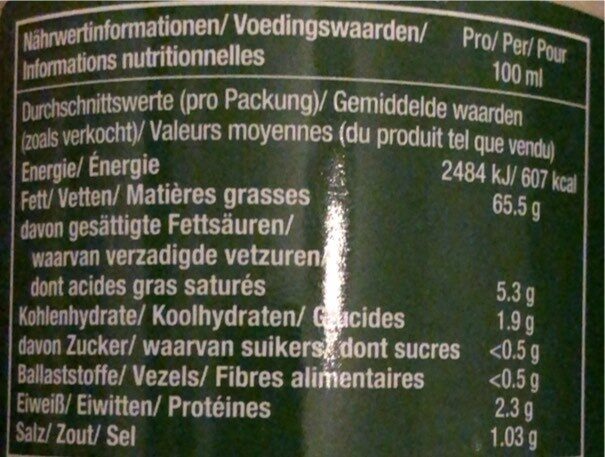 Nährwertinformationen/ Voedingswaarden/ Pro/ Per/ Pour
Informations nutritionnelles 100 ml
Durchschnittswerte (pro Packung)/ Gemiddelde waarden
(zoals verkocht)/ Valeurs moyennes (du produit tel que vendu)
Energie/ Énergie 2484 kJ/ 607 kcal
Fett/ Vetten/ Matières grasses 65.5 g
davon gesättigte Fettsäuren/
waarvan verzadigde vetzuren/
dont acides gras saturés 5.3 g
Kohlenhydrate/ Koolhydraten/ Glucides 1.9 g
davon Zucker/ waarvan suikers/ dont sucres <0.5 g
Ballaststoffe/ Vezels/ Fibres alimentaires <0.5 g
Eiweiß/ Eiwitten/ Protéines 2.3 g
Salz/ Zout/ Sel 1.03 g